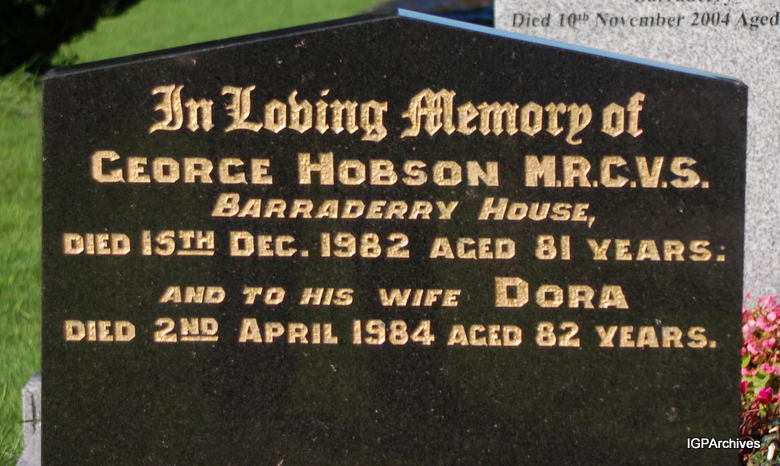 Barraderry
Died 10th November 2004 Aged
In Loving Memory of
GEORGE HOBSON M.R.C.V.S.
BARRADERRY HOUSE,
DIED 15TH DEC. 1982 AGED 81 YEARS.
AND TO HIS WIFE DORA
DIED 2ND APRIL 1984 AGED 82 YEARS.
IGPArchives